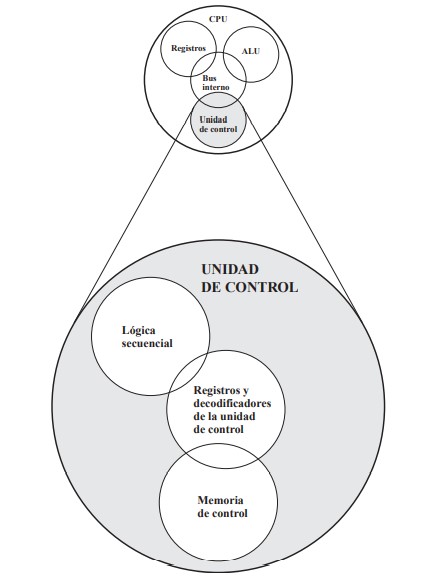 CPU
Registros
ALU
Bus
interno
Unidad
de control
UNIDAD
DE CONTROL
Lógica
secuencial
Registros y
decodificadores
de la unidad
de control
Memoria
de control